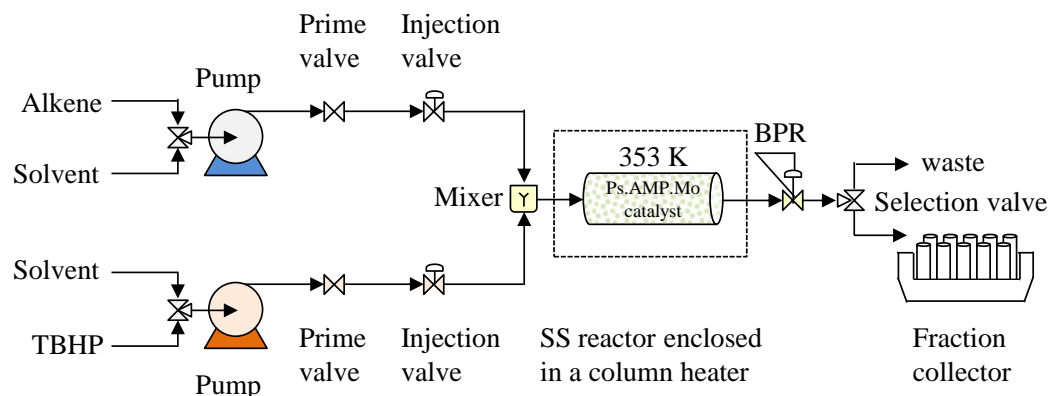 Prime
valve
Injection
valve
Pump
Alkene
Solvent
Mixer
353 K
Ps.AMP.Mo
catalyst
BPR
waste
Selection valve
Solvent
TBHP
Pump
Prime
valve
Injection
valve
SS reactor enclosed
in a column heater
Fraction
collector